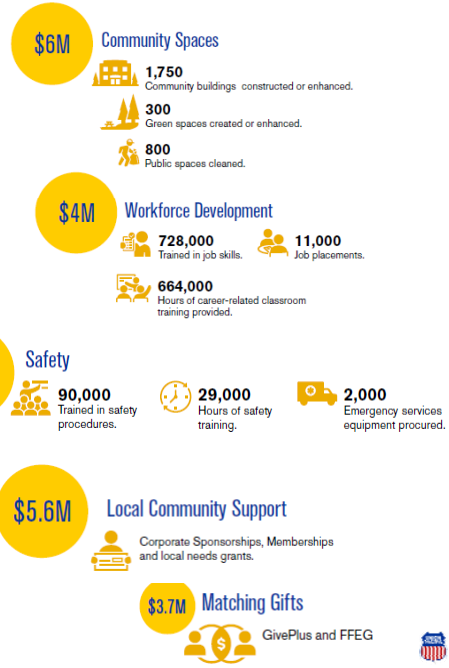 $6M
Community Spaces
1,750
Community buildings constructed or enhanced.
300
Green spaces created or enhanced.
800
Public spaces cleaned.
$4M
Workforce Development
728,000
Trained in job skills.
11,000
Job placements.
664,000
Hours of career-related classroom
training provided.
Safety
90,000
Trained in safety
procedures.
29,000
Hours of safety
training.
2,000
Emergency services
equipment procured.
$5.6M
Local Community Support
Corporate Sponsorships, Memberships
and local needs grants.
$3.7M
Matching Gifts
$
GivePlus and FFEG